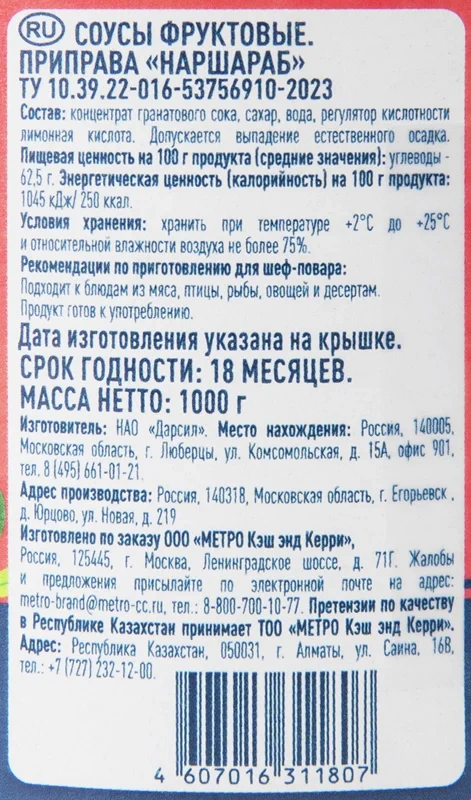 RU СОУСЫ ФРУКТОВЫЕ.
ПРИПРАВА «НАРШАРАБ»
ТУ 10.39.22-016-53756910-2023
Состав: концентрат гранатового сока, сахар, вода, регулятор кислотности
лимонная кислота. Допускается выпадение естественного осадка.
Пищевая ценность на 100 г продукта (средние значения): углеводы -
62,5 г. Энергетическая ценность (калорийность) на 100 г продукта:
1045 кДж/ 250 ккал.
Условия хранения: хранить при температуре +2°С до +25°С
и относительной влажности воздуха не более 75%.
Рекомендации по приготовлению для шеф-повара:
Подходит к блюдам из мяса, птицы, рыбы, овощей и десертам.
Продукт готов к употреблению.
Дата изготовления указана на крышке.
СРОК ГОДНОСТИ: 18 МЕСЯЦЕВ.
МАССА НЕТТО: 1000 г
Изготовитель: НАО «Дарсил». Место нахождения: Россия, 140005,
Московская область, г. Люберцы, ул. Комсомольская, д. 15А, офис 901,
тел. 8 (495) 661-01-21.
Адрес производства: Россия, 140318, Московская область, г. Егорьевск ,
д. Юрцово, ул. Новая, д. 219
Изготовлено по заказу ООО «МЕТРО Кэш энд Керри»,
Россия, 125445, г. Москва, Ленинградское шоссе, д. 71Г. Жалобы
и предложения присылайте по электронной почте на адрес:
metro-brand@metro-cc.ru, тел.: 8-800-700-10-77. Претензии по качеству
в Республике Казахстан принимает ТОО «МЕТРО Кэш энд Керри».
Адрес: Республика Казахстан, 050031, г. Алматы, ул. Саина, 16В,
тел.: +7 (727) 232-12-00.
4 607016 311807